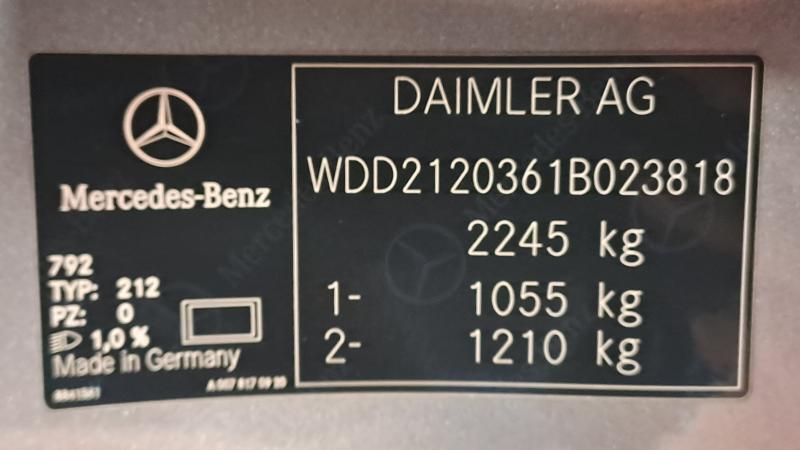 Mercedes-Benz
792
TYP: 212
PZ: 0
1,0 %
Made in Germany
DAIMLER AG
WDD2120361B023818
2245 kg
1- 1055 kg
2- 1210 kg